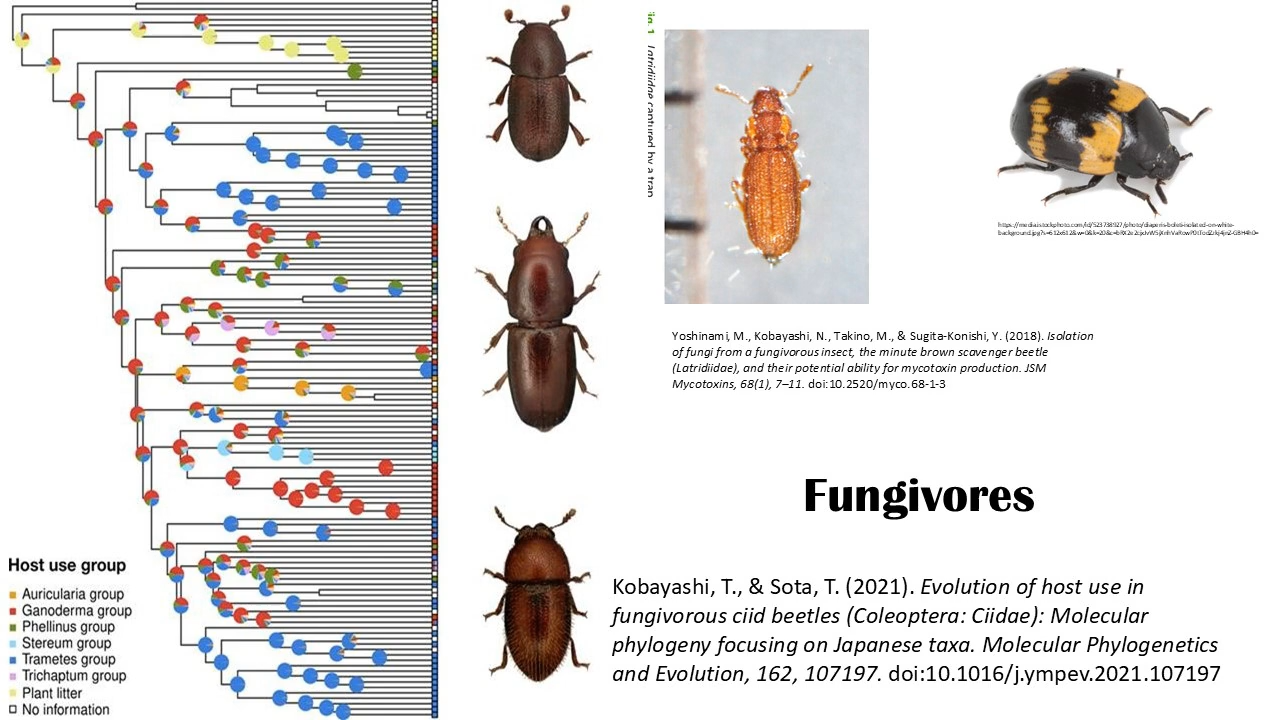 Host use group
Auricularia group
Ganoderma group
Phellinus group
Stereum group
Trametes group
Trichaptum group
Plant litter
No information
Latridiidae captured by a trap
Yoshinami, M., Kobayashi, N., Takino, M., & Sugita-Konishi, Y. (2018). Isolation
of fungi from a fungivorous insect, the minute brown scavenger beetle
(Latridiidae), and their potential ability for mycotoxin production. JSM
Mycotoxins, 68(1), 7–11. doi:10.2520/myco.68-1-3
Fungivores
Kobayashi, T., & Sota, T. (2021). Evolution of host use in
fungivorous ciid beetles (Coleoptera: Ciidae): Molecular
phylogeny focusing on Japanese taxa. Molecular Phylogenetics
and Evolution, 162, 107197. doi:10.1016/j.ympev.2021.107197